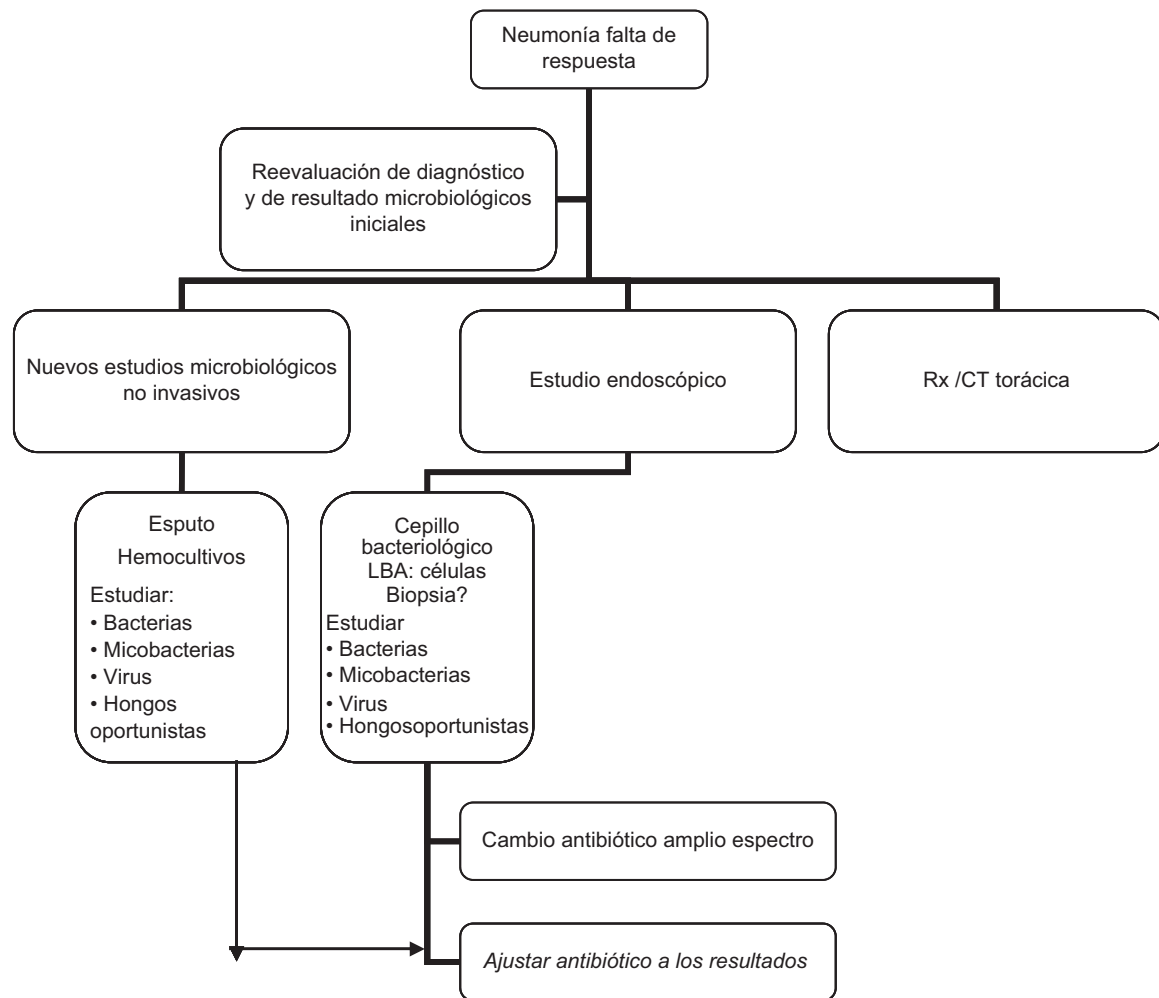 Neumonía falta de
respuesta
Reevaluación de diagnóstico
y de resultado microbiológicos
iniciales
Nuevos estudios microbiológicos
no invasivos
Estudio endoscópico
Rx /CT torácica
Esputo
Hemocultivos
Estudiar:
• Bacterias
• Micobacterias
• Virus
• Hongos
oportunistas
Cepillo
bacteriológico
LBA: células
Biopsia?
Estudiar
• Bacterias
• Micobacterias
• Virus
• Hongosoportunistas
Cambio antibiótico amplio espectro
Ajustar antibiótico a los resultados